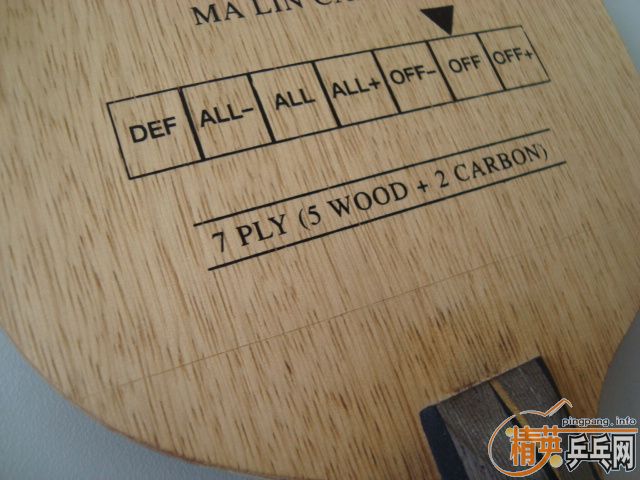 MA LIN CA
DEF ALL- ALL ALL+ OFF- OFF OFF+
7 PLY (5 WOOD + 2 CARBON)
pingpang.info
精英乒乓网